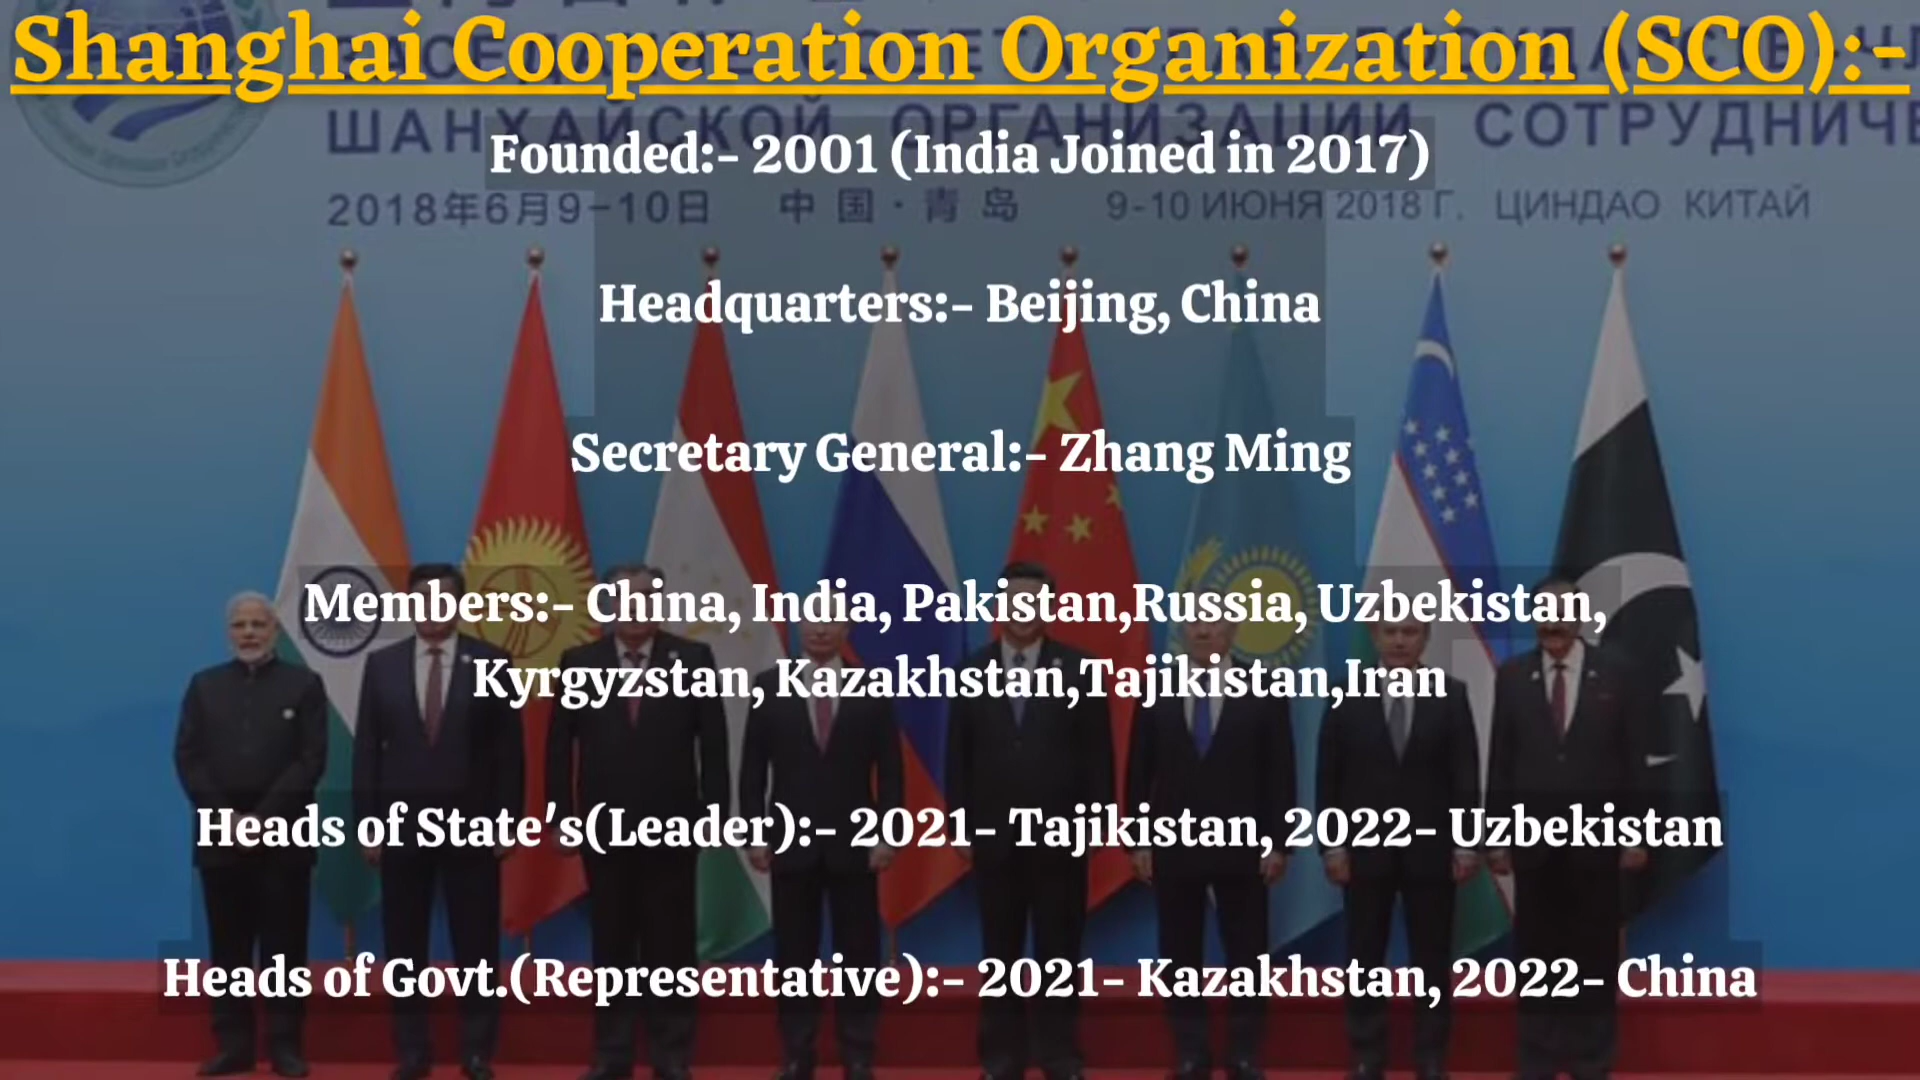 Shanghai Cooperation Organization (SCO):-
ШАНХАЙСКОЙ ОРГАНИЗАЦИИ СОТРУДНИЧЕ
Founded:- 2001 (India Joined in 2017)
2018年6月9-10日 中国·青岛 9-10 ИЮНЯ 2018 Г. ЦИНДАО КИТАЙ
Headquarters:- Beijing, China
Secretary General:- Zhang Ming
Members:- China, India, Pakistan,Russia, Uzbekistan,
Kyrgyzstan, Kazakhstan,Tajikistan,Iran
Heads of State's(Leader):- 2021- Tajikistan, 2022- Uzbekistan
Heads of Govt.(Representative):- 2021- Kazakhstan, 2022- China